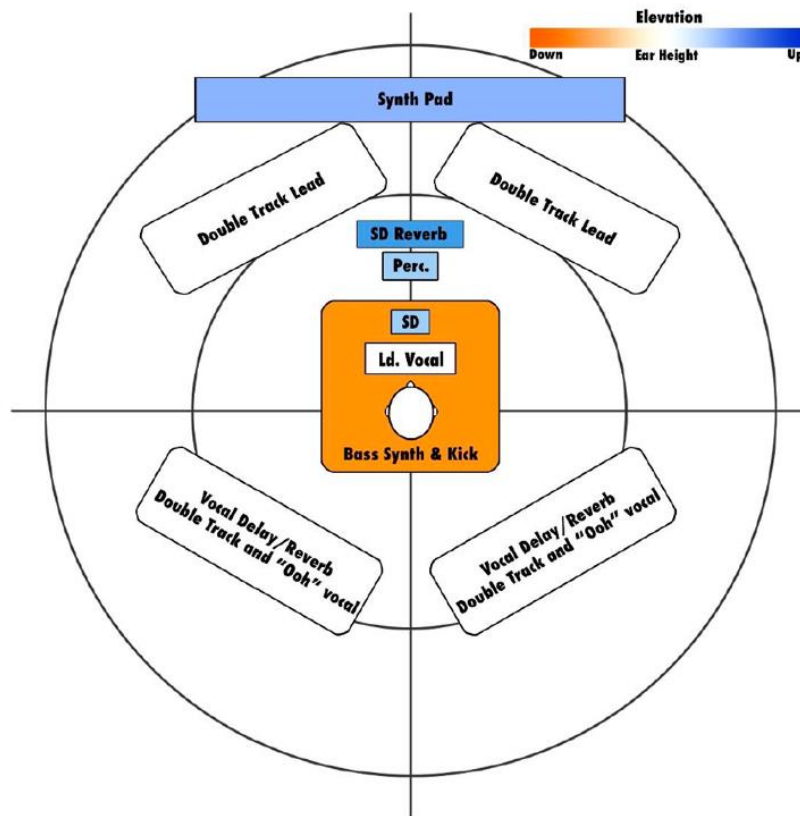 Elevation
Down
Ear Height
Up
Synth Pad
Double Track Lead
Double Track Lead
SD Reverb
Perc.
SD
Ld. Vocal
Bass Synth & Kick
Vocal Delay/Reverb
Double Track and "Ooh" vocal
Vocal Delay/Reverb
Double Track and "Ooh" vocal